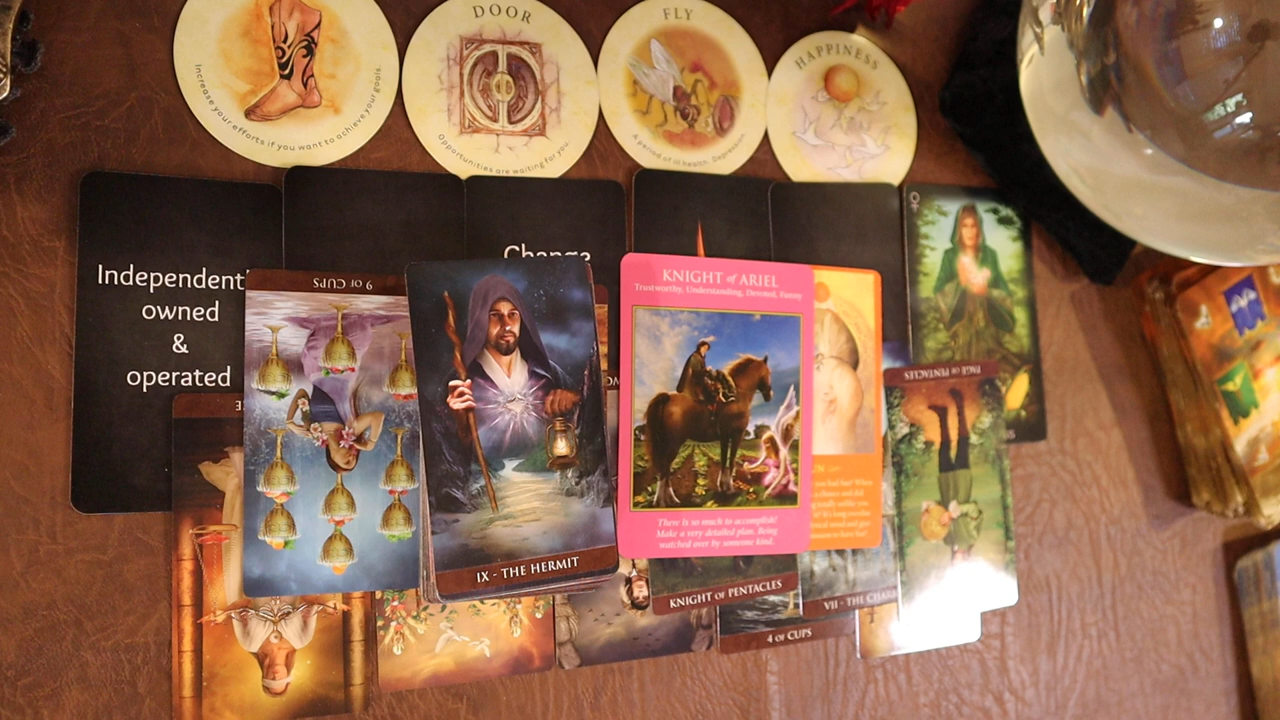 Increase your efforts if you want to achieve your goals.
DOOR
Opportunities are waiting for you.
FLY
A period of ill health. Depression
HAPPINESS
Independent
owned
&
operated
Change
9 OF CUPS
IX - THE HERMIT
KNIGHT of ARIEL
Trustworthy, Understanding, Devoted, Funny
There is so much to accomplish!
Make a very detailed plan. Being
watched over by someone kind.
KNIGHT OF PENTACLES
4 OF CUPS
VII - THE CHAR
PAGE OF PENTACLES